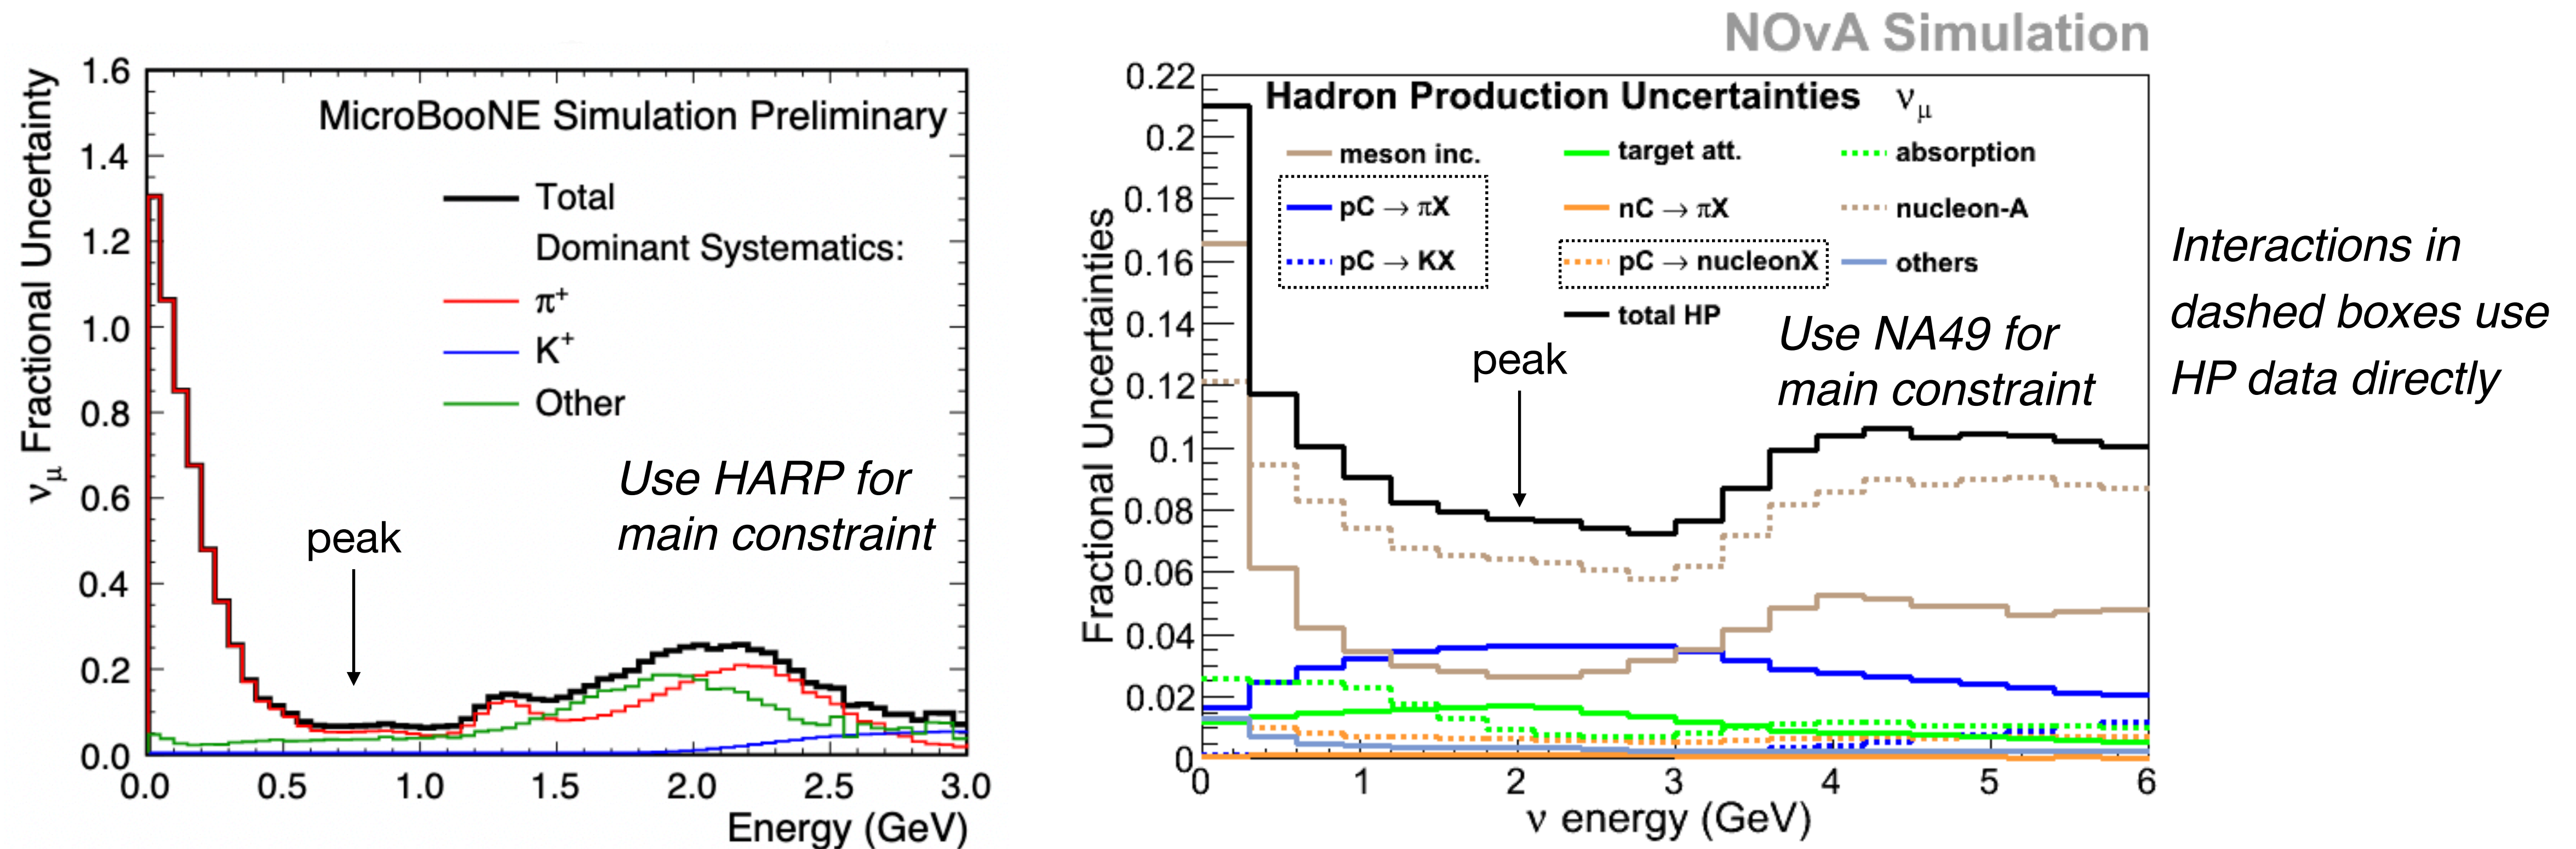 1.6
1.4
1.2
1.0
0.8
0.6
0.4
0.2
0.0
ν_μ Fractional Uncertainty
MicroBooNE Simulation Preliminary
Total
Dominant Systematics:
π⁺
K⁺
Other
Use HARP for
main constraint
peak
0.0 0.5 1.0 1.5 2.0 2.5 3.0
Energy (GeV)
NOvA Simulation
0.22
0.2
0.18
0.16
0.14
0.12
0.1
0.08
0.06
0.04
0.02
0
Fractional Uncertainties
Hadron Production Uncertainties ν_μ
meson inc. target att. absorption
pC → πX nC → πX nucleon-A
pC → KX pC → nucleonX others
total HP
peak
Use NA49 for
main constraint
0 1 2 3 4 5 6
ν energy (GeV)
Interactions in
dashed boxes use
HP data directly